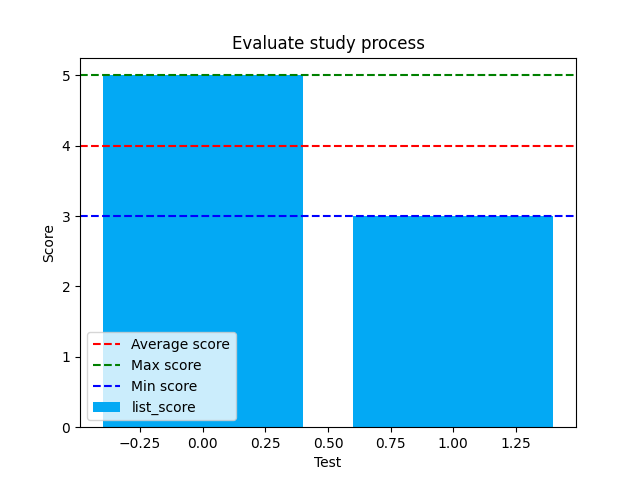 Evaluate study process
5
4
3
2
1
0
Score
Average score
Max score
Min score
list_score
−0.25 0.00 0.25 0.50 0.75 1.00 1.25
Test